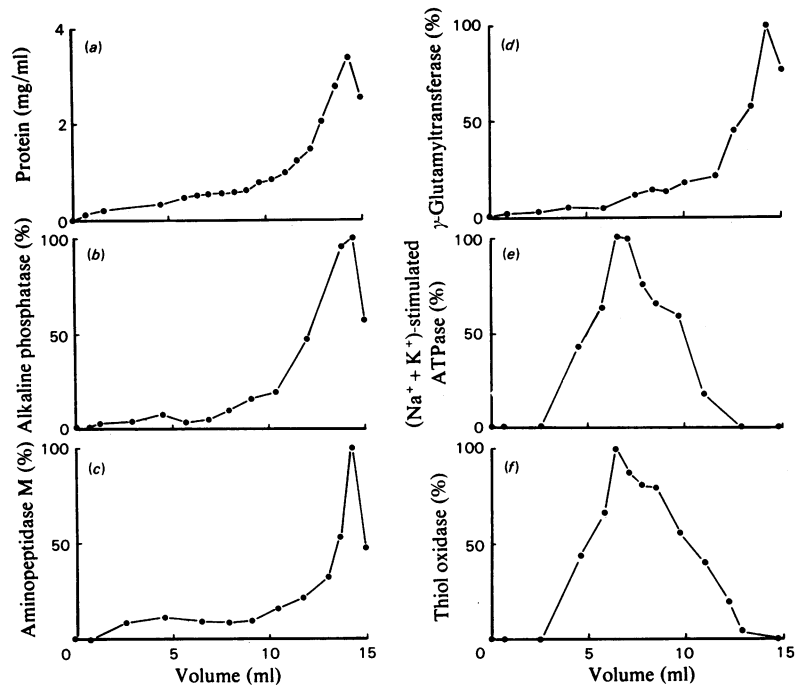 (a)
Protein (mg/ml)
4
2
0
(b)
Alkaline phosphatase (%)
100
50
0
(c)
Aminopeptidase M (%)
100
50
0
5
10
15
Volume (ml)
(d)
γ-Glutamyltransferase (%)
100
50
0
(e)
(Na⁺ + K⁺)-stimulated
ATPase (%)
100
50
0
(f)
Thiol oxidase (%)
100
50
0
5
10
15
Volume (ml)